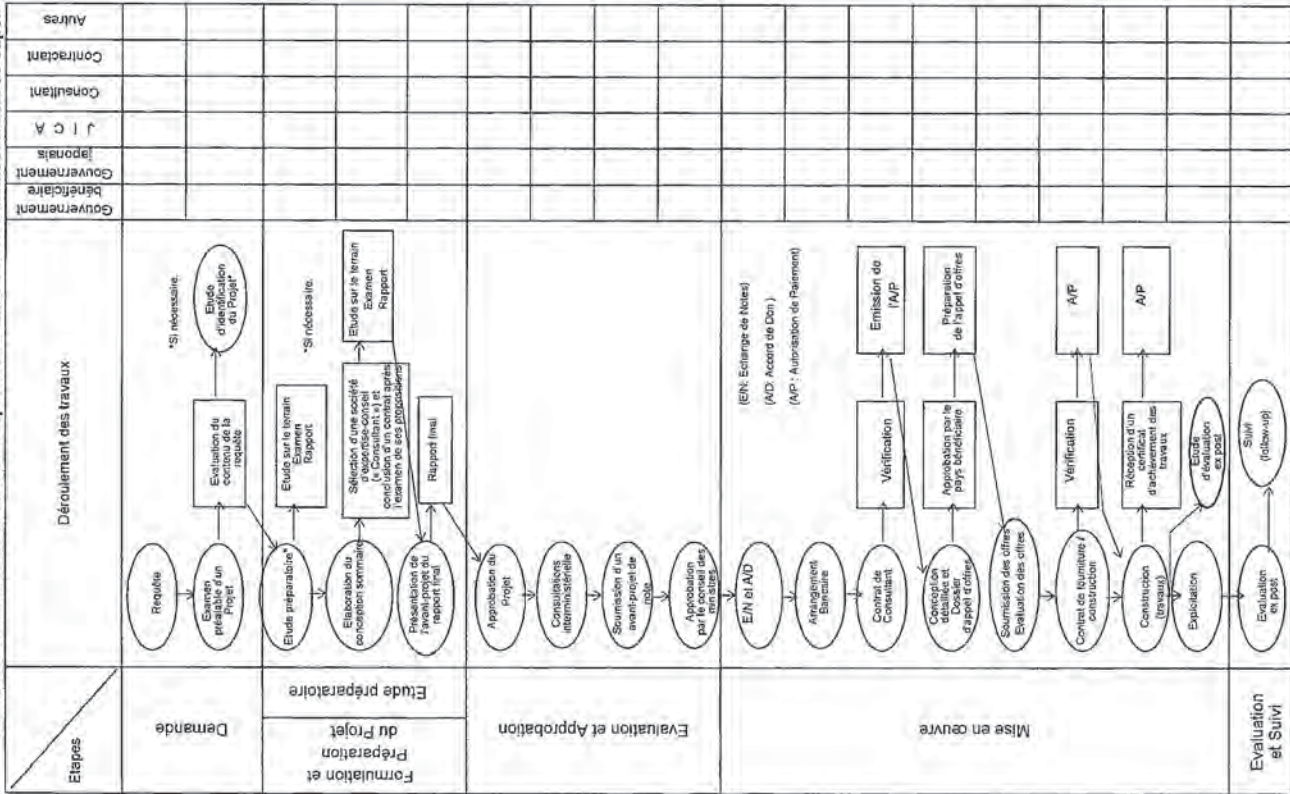 Etapes
Déroulement des travaux
Gouvernement
bénéficiaire
Gouvernement
japonais
J I C A
Consultant
Contractant
Autres
Demande
Requête
Examen
préalable d'un
Projet
Evaluation du
contenu de la
requête
Etude
d'identification
du Projet*
*Si nécessaire.
Formulation et
Préparation
du Projet
Etude préparatoire
Etude préparatoire*
Etude sur le terrain
Examen
Rapport
*Si nécessaire.
Elaboration du
conception sommaire
Sélection d'une société
d'expertise-conseil
(« Consultant ») et
conclusion d'un contrat après
l'examen de ses propositions
Etude sur le terrain
Examen
Rapport
Présentation de
l'avant-projet du
rapport final
Rapport final
Evaluation et Approbation
Approbation du
Projet
Consultations
interministérielle
Soumission d'un
avant-projet de
note
Approbation
par le conseil des
ministres
Mise en œuvre
E/N et A/D
(E/N: Echange de Notes)
(A/D: Accord de Don )
(A/P : Autorisation de Paiement)
Arrangement
Bancaire
Contrat de
Consultant
Vérification
Emission de
l'A/P
Conception
détaillée et
Dossier
d'appel d'offres
Approbation par le
pays bénéficiaire
Préparation
de l'appel d'offres
Soumission des offres
Evaluation des offres
Contrat de fourniture /
construction
Vérification
A/P
Construction
(travaux)
Réception d'un
certificat
d'achèvement des
travaux
A/P
Exploitation
Etude
d'évaluation
ex post
Evaluation
et Suivi
Evaluation
ex post
Suivi
(follow-up)